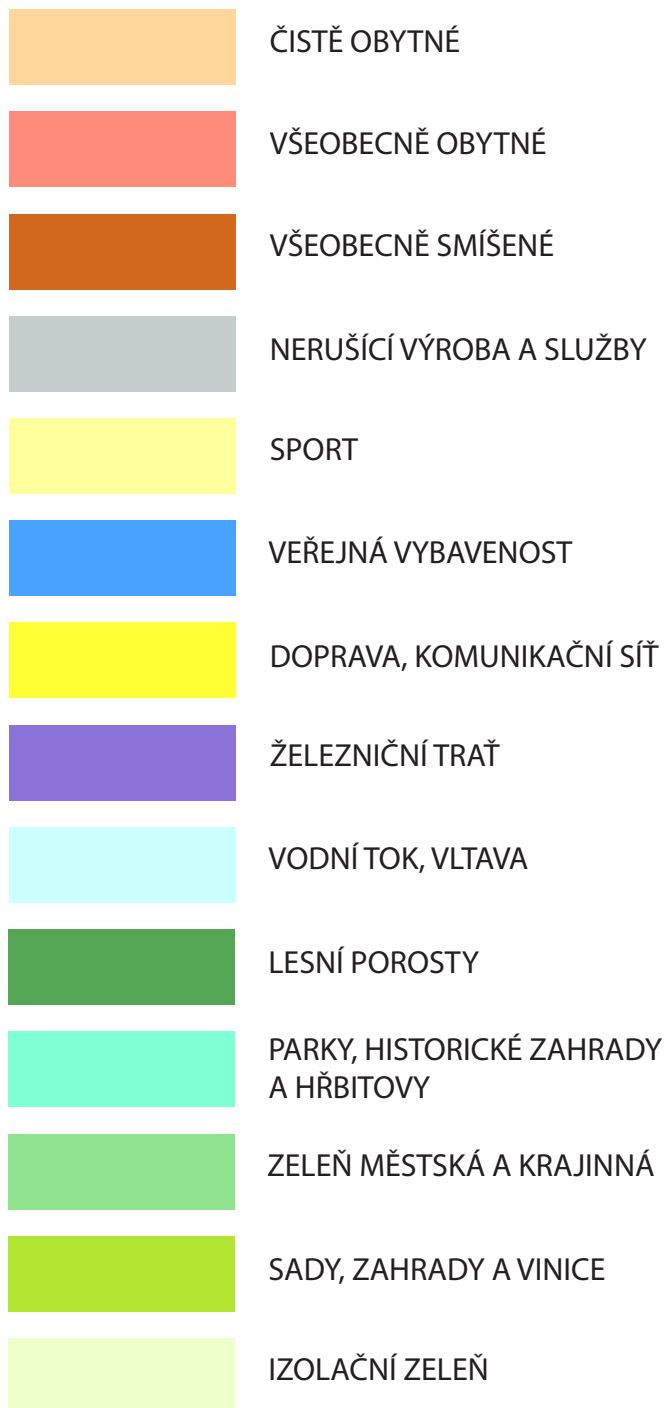 ČISTĚ OBYTNÉ
VŠEOBECNĚ OBYTNÉ
VŠEOBECNĚ SMÍŠENÉ
NERUŠÍCÍ VÝROBA A SLUŽBY
SPORT
VEŘEJNÁ VYBAVENOST
DOPRAVA, KOMUNIKAČNÍ SÍŤ
ŽELEZNIČNÍ TRAŤ
VODNÍ TOK, VLTAVA
LESNÍ POROSTY
PARKY, HISTORICKÉ ZAHRADY
A HŘBITOVY
ZELEŇ MĚSTSKÁ A KRAJINNÁ
SADY, ZAHRADY A VINICE
IZOLAČNÍ ZELEŇ